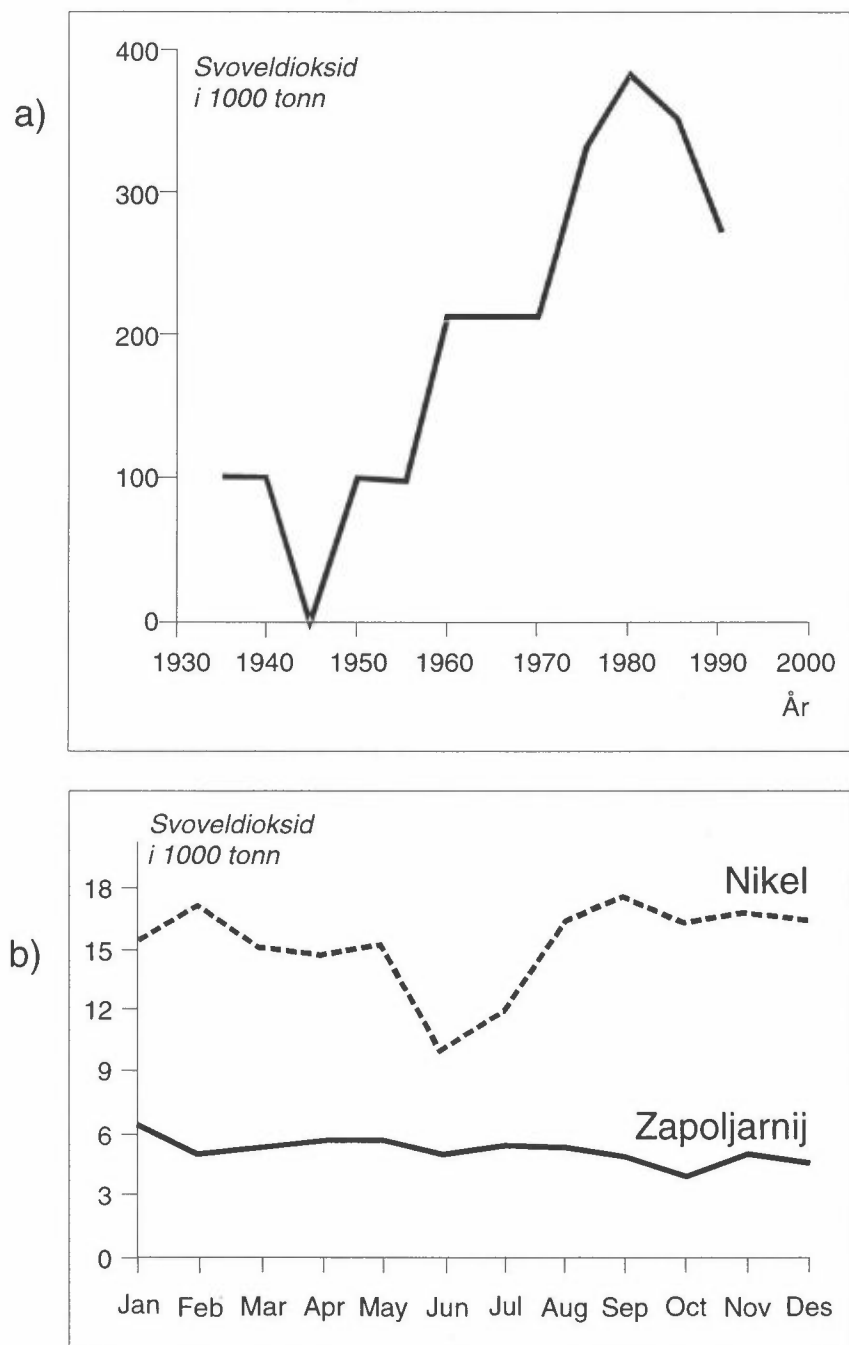 a)
Svoveldioksid
i 1000 tonn
400
300
200
100
0
1930 1940 1950 1960 1970 1980 1990 2000
År
b)
Svoveldioksid
i 1000 tonn
Nikel
Zapoljarnij
18
15
12
9
6
3
0
Jan Feb Mar Apr May Jun Jul Aug Sep Oct Nov Des